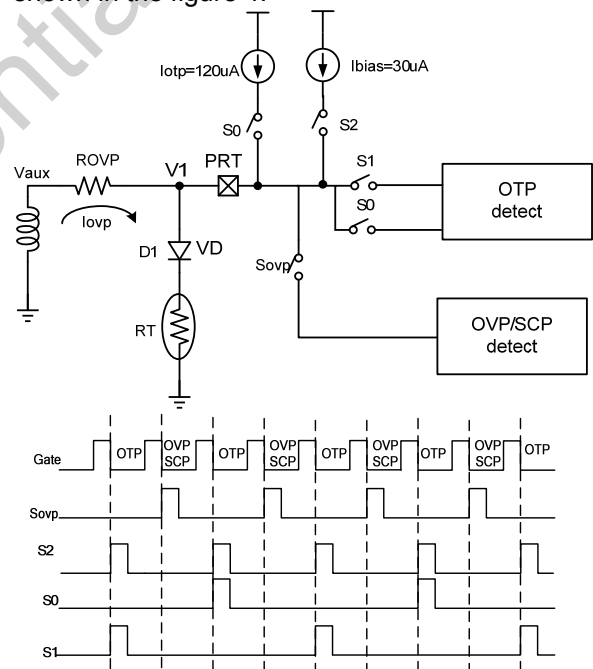 shown in the figure 4.
Iotp=120uA
Ibias=30uA
S0
S2
Vaux
ROVP
V1
PRT
S1
S0
OTP
detect
Iovp
D1
VD
Sovp
RT
OVP/SCP
detect
Gate OTP OVP SCP OTP OVP SCP OTP OVP SCP OTP OVP SCP OTP
Sovp
S2
S0
S1